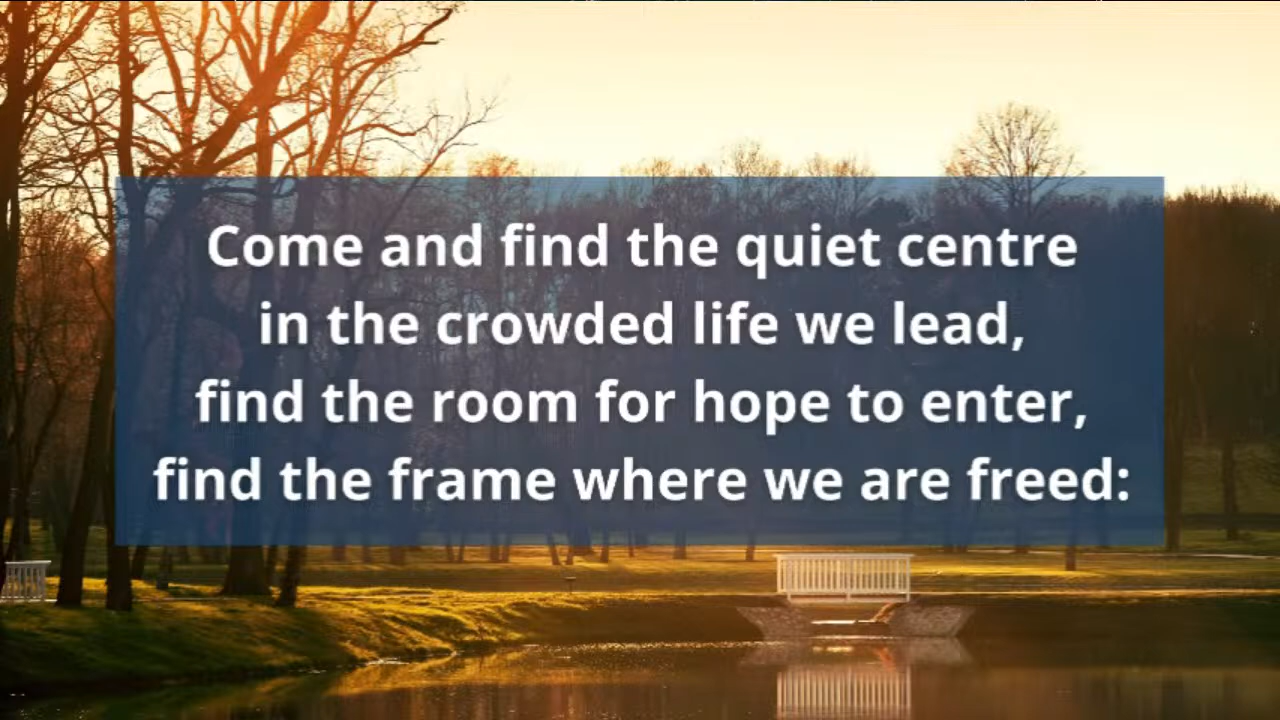 Come and find the quiet centre
in the crowded life we lead,
find the room for hope to enter,
find the frame where we are freed: